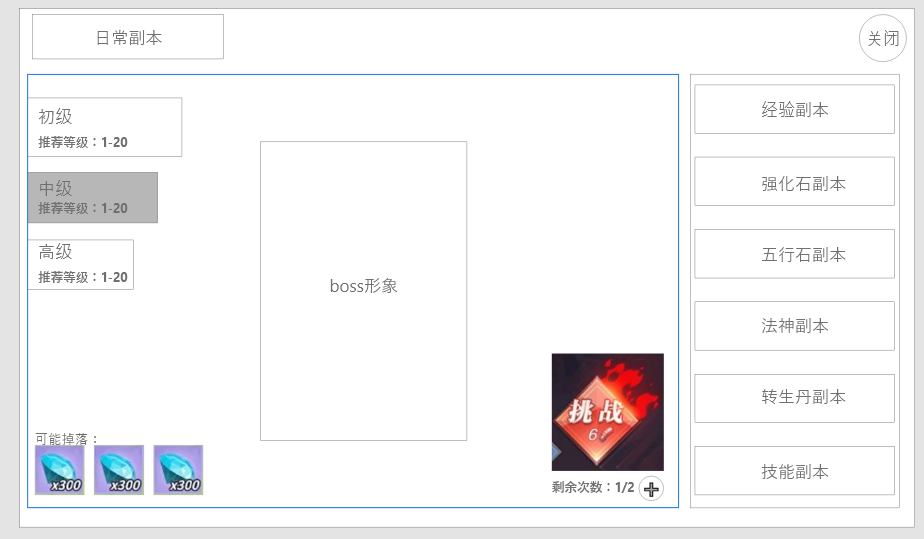 日常副本
关闭
初级
推荐等级：1-20
中级
推荐等级：1-20
高级
推荐等级：1-20
boss形象
可能掉落：
x300
x300
x300
挑战
6
剩余次数：1/2
经验副本
强化石副本
五行石副本
法神副本
转生丹副本
技能副本